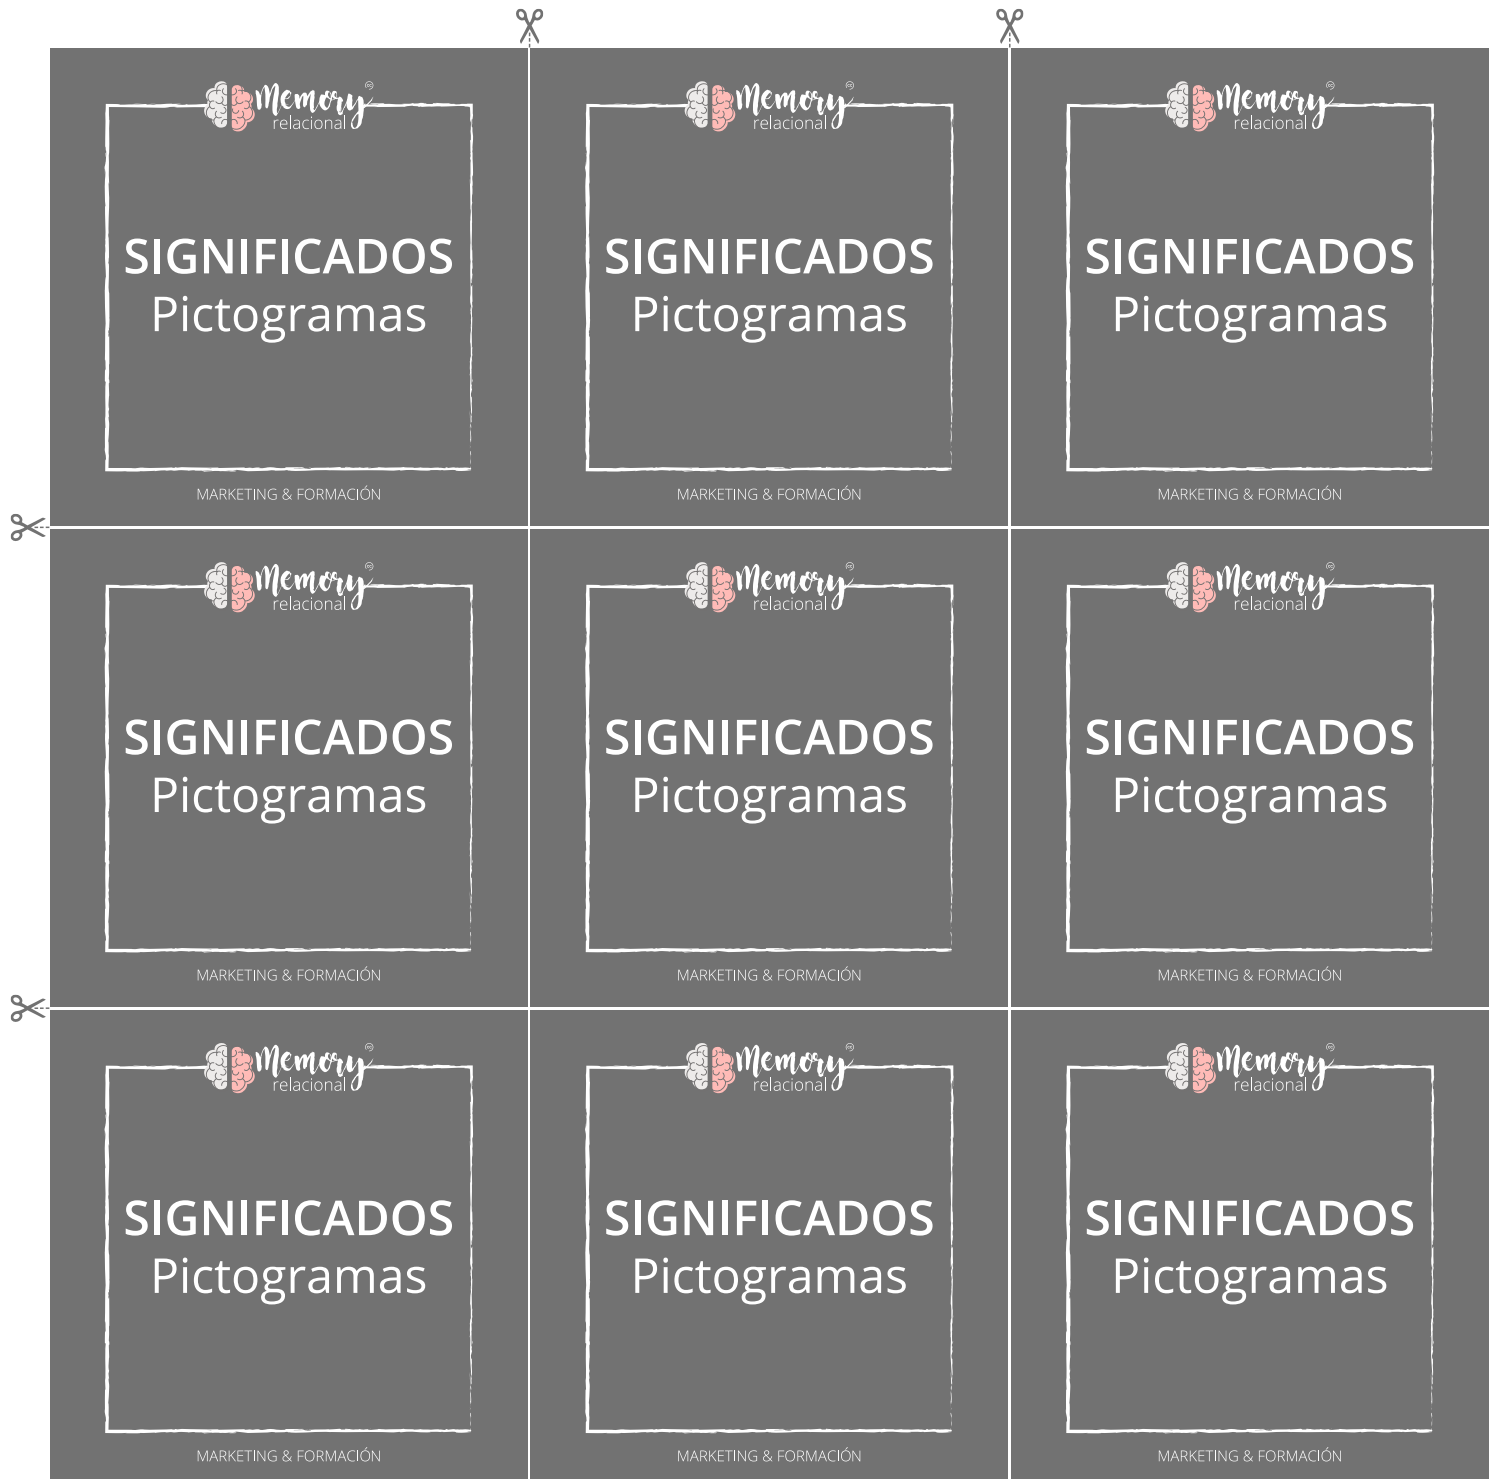 Memory
relacional
SIGNIFICADOS
Pictogramas
MARKETING & FORMACIÓN
Memory
relacional
SIGNIFICADOS
Pictogramas
MARKETING & FORMACIÓN
Memory
relacional
SIGNIFICADOS
Pictogramas
MARKETING & FORMACIÓN
Memory
relacional
SIGNIFICADOS
Pictogramas
MARKETING & FORMACIÓN
Memory
relacional
SIGNIFICADOS
Pictogramas
MARKETING & FORMACIÓN
Memory
relacional
SIGNIFICADOS
Pictogramas
MARKETING & FORMACIÓN
Memory
relacional
SIGNIFICADOS
Pictogramas
MARKETING & FORMACIÓN
Memory
relacional
SIGNIFICADOS
Pictogramas
MARKETING & FORMACIÓN
Memory
relacional
SIGNIFICADOS
Pictogramas
MARKETING & FORMACIÓN